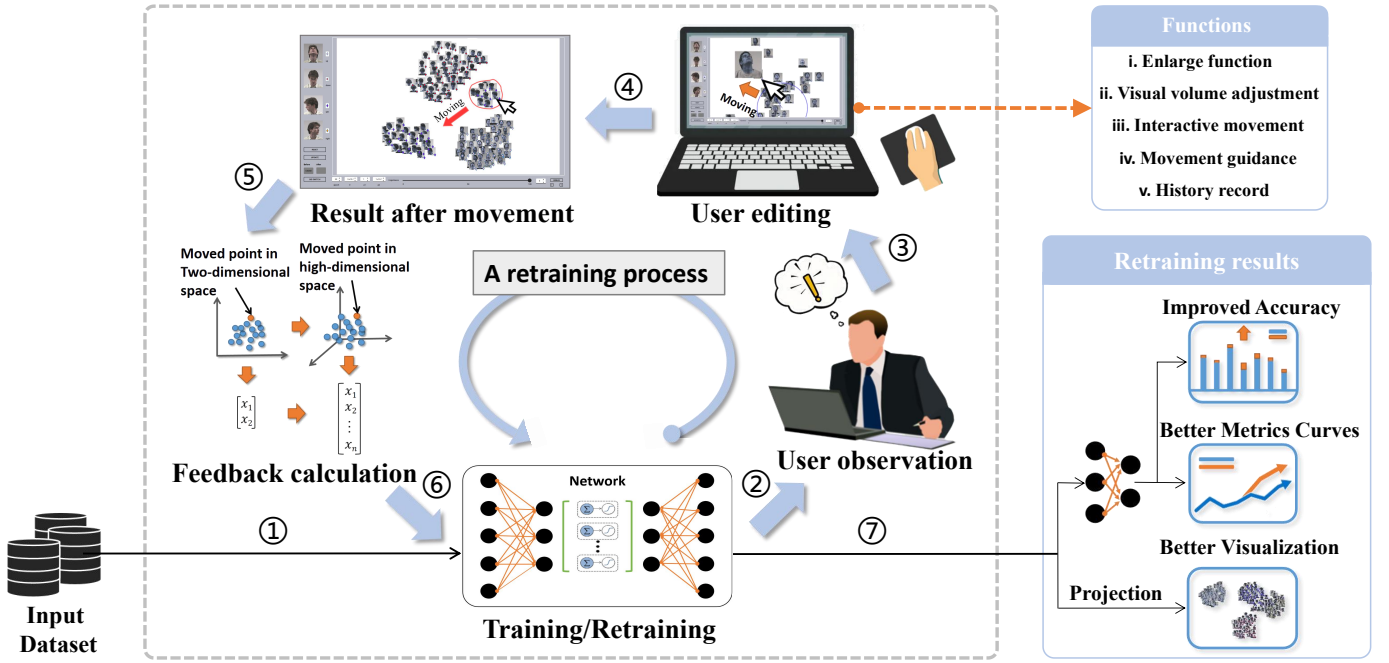 Functions
i. Enlarge function
ii. Visual volume adjustment
iii. Interactive movement
iv. Movement guidance
v. History record
Moving
④
Moving
⑤
Result after movement
User editing
③
Moved point in
Two-dimensional
space
Moved point in
high-dimensional
space
A retraining process
x₁
x₂
x₁
x₂
⋮
xₙ
Feedback calculation
User observation
⑥
②
①
⑦
Network
Σ
Σ
Σ
Training/Retraining
Input
Dataset
Retraining results
Improved Accuracy
Better Metrics Curves
Better Visualization
Projection